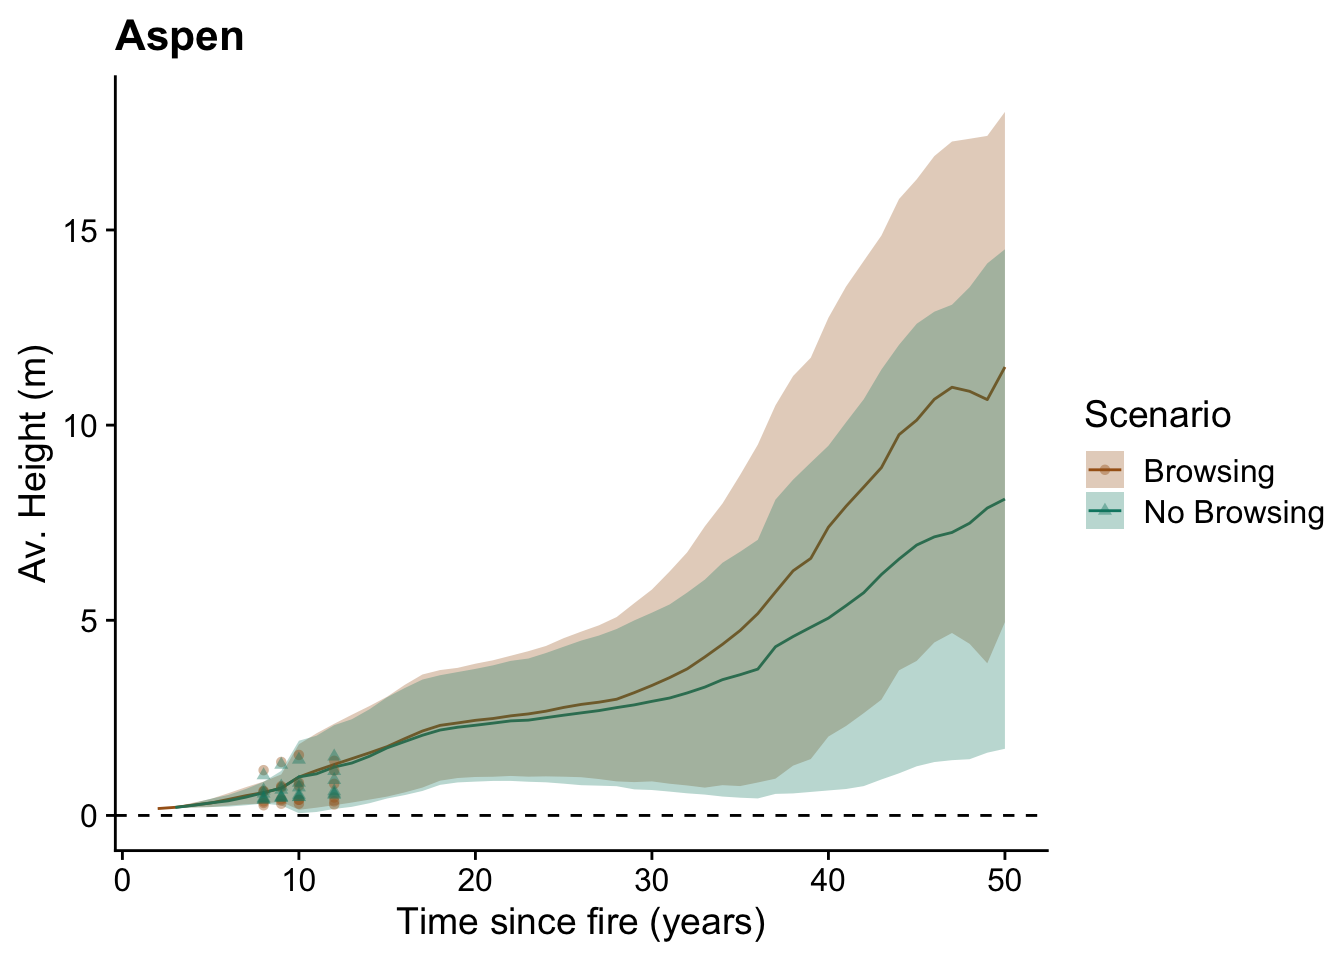 Aspen
15
10
5
0
Av. Height (m)
0 10 20 30 40 50
Time since fire (years)
Scenario
Browsing
No Browsing